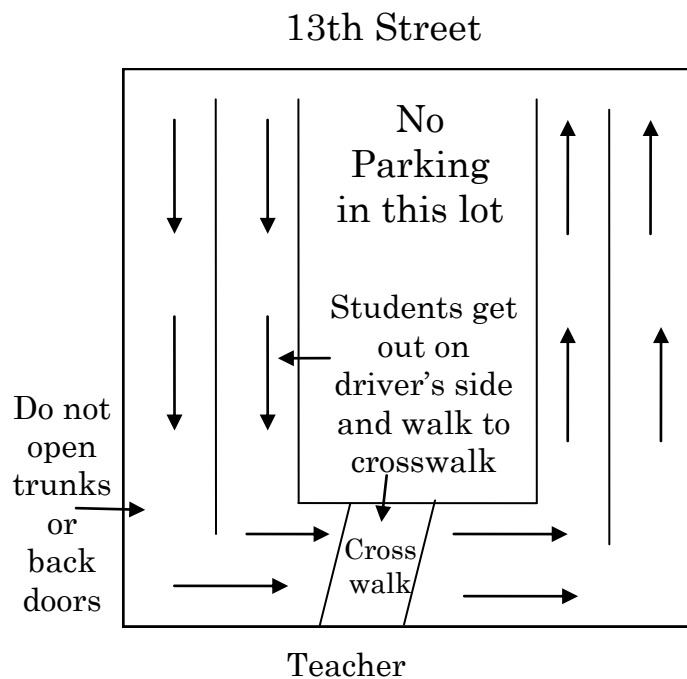 13th Street
No
Parking
in this lot
Students get
out on
driver's side
and walk to
crosswalk
Do not
open
trunks
or
back
doors
Cross
walk
Teacher